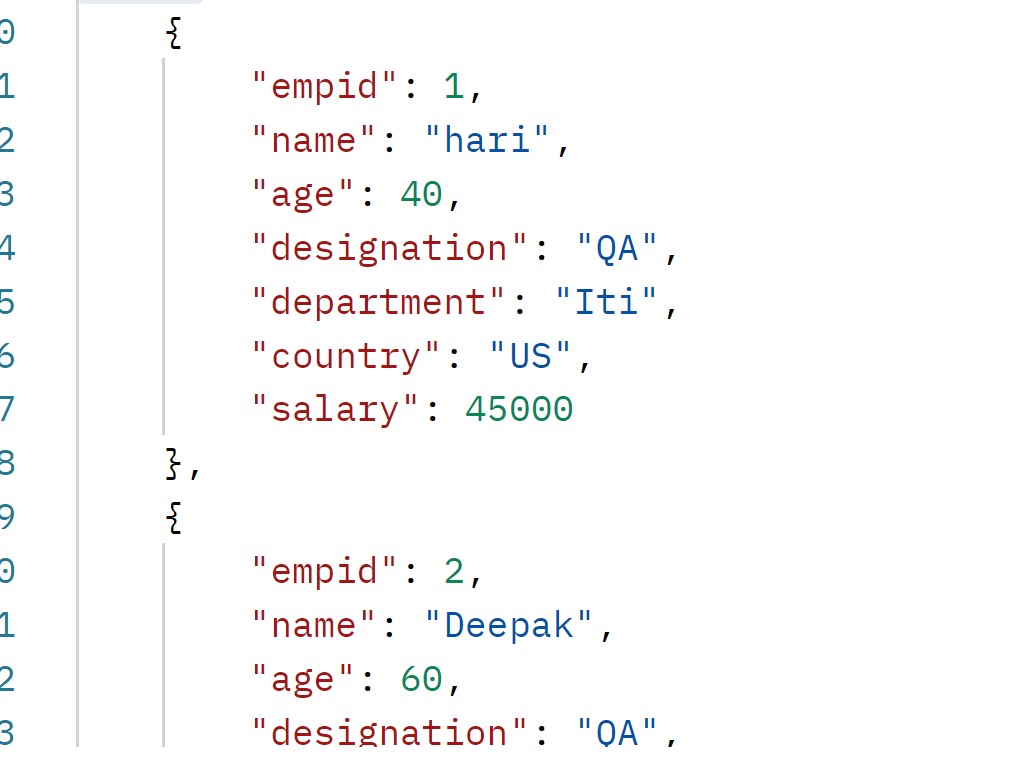 0 {
1 "empid": 1,
2 "name": "hari",
3 "age": 40,
4 "designation": "QA",
5 "department": "Iti",
6 "country": "US",
7 "salary": 45000
8 },
9 {
0 "empid": 2,
1 "name": "Deepak",
2 "age": 60,
3 "designation": "QA",